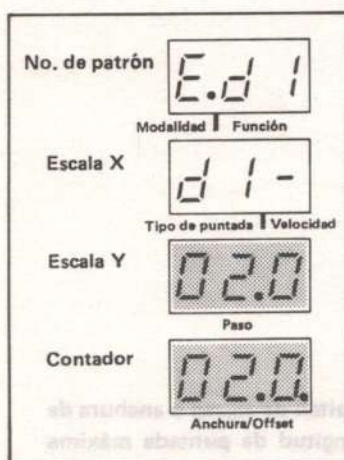 No. de patrón E.d 1
Modalidad Función
Escala X d 1-
Tipo de puntada Velocidad
Escala Y 02.0
Paso
Contador 02.0.
Anchura/Offset